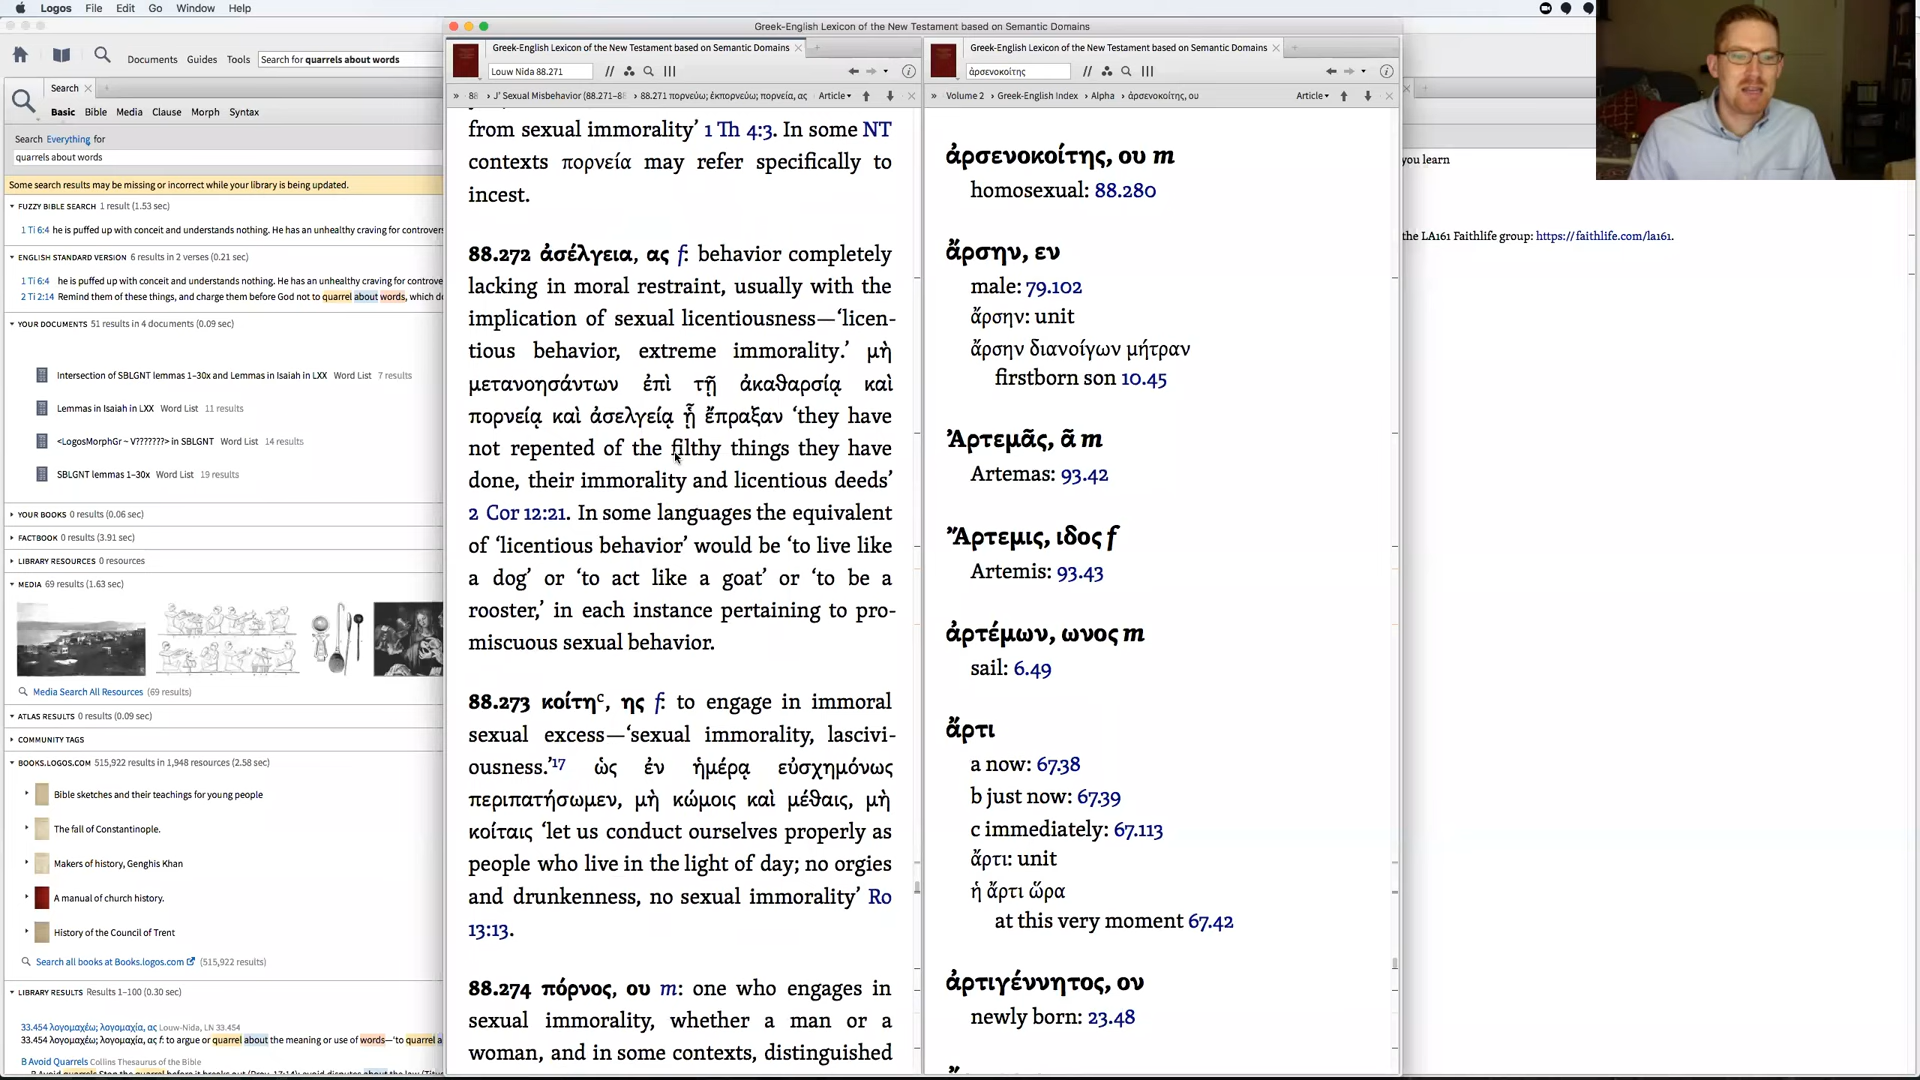 Logos File Edit Go Window Help
Greek-English Lexicon of the New Testament based on Semantic Domains
Documents Guides Tools Search for quarrels about words
Search
Basic Bible Media Clause Morph Syntax
Search Everything for
quarrels about words
Some search results may be missing or incorrect while your library is being updated.
FUZZY BIBLE SEARCH 1 result (1.53 sec)
1 Ti 6:4 he is puffed up with conceit and understands nothing. He has an unhealthy craving for controver
ENGLISH STANDARD VERSION 6 results in 2 verses (0.21 sec)
1 Ti 6:4 he is puffed up with conceit and understands nothing. He has an unhealthy craving for controver
2 Ti 2:14 Remind them of these things, and charge them before God not to quarrel about words, which d
YOUR DOCUMENTS 51 results in 4 documents (0.09 sec)
Intersection of SBLGNT lemmas 1–30x and Lemmas in Isaiah in LXX Word List 7 results
Lemmas in Isaiah in LXX Word List 11 results
<LogosMorphGr ~ V???????> in SBLGNT Word List 14 results
SBLGNT lemmas 1–30x Word List 19 results
YOUR BOOKS 0 results (0.06 sec)
FACTBOOK 0 results (3.91 sec)
LIBRARY RESOURCES 0 resources
MEDIA 69 results (1.63 sec)
Media Search All Resources (69 results)
ATLAS RESULTS 0 results (0.09 sec)
COMMUNITY TAGS
BOOKS.LOGOS.COM 515,922 results in 1,948 resources (2.58 sec)
Bible sketches and their teachings for young people
The fall of Constantinople.
Makers of history, Genghis Khan
A manual of church history.
History of the Council of Trent
Search all books at Books.logos.com (515,922 results)
LIBRARY RESULTS Results 1–100 (0.30 sec)
33.454 λογομαχέω; λογομαχία, ας Louw-Nida, LN 33.454
33.454 λογομαχέω; λογομαχία, ας f: to argue or quarrel about the meaning or use of words—'to quarrel a
B Avoid Quarrels Collins Thesaurus of the Bible
Greek-English Lexicon of the New Testament based on Semantic Domains
Louw Nida 88.271
» 88 › J' Sexual Misbehavior (88.271–8 › 88.271 πορνεύω; ἐκπορνεύω; πορνεία, ας Article
from sexual immorality’ 1 Th 4:3. In some NT
contexts πορνεία may refer specifically to
incest.
88.272 ἀσέλγεια, ας f: behavior completely
lacking in moral restraint, usually with the
implication of sexual licentiousness—‘licen-
tious behavior, extreme immorality.’ μὴ
μετανοησάντων ἐπὶ τῇ ἀκαθαρσίᾳ καὶ
πορνείᾳ καὶ ἀσελγείᾳ ᾗ ἔπραξαν ‘they have
not repented of the filthy things they have
done, their immorality and licentious deeds’
2 Cor 12:21. In some languages the equivalent
of ‘licentious behavior’ would be ‘to live like
a dog’ or ‘to act like a goat’ or ‘to be a
rooster,’ in each instance pertaining to pro-
miscuous sexual behavior.
88.273 κοίτηc, ης f: to engage in immoral
sexual excess—‘sexual immorality, lascivi-
ousness.’17 ὡς ἐν ἡμέρᾳ εὐσχημόνως
περιπατήσωμεν, μὴ κώμοις καὶ μέθαις, μὴ
κοίταις ‘let us conduct ourselves properly as
people who live in the light of day; no orgies
and drunkenness, no sexual immorality’ Ro
13:13.
88.274 πόρνος, ου m: one who engages in
sexual immorality, whether a man or a
woman, and in some contexts, distinguished
Greek-English Lexicon of the New Testament based on Semantic Domains
ἀρσενοκοίτης
» Volume 2 › Greek-English Index › Alpha › ἀρσενοκοίτης, ου Article
ἀρσενοκοίτης, ου m
homosexual: 88.280
ἄρσην, εν
male: 79.102
ἄρσην: unit
ἄρσην διανοίγων μήτραν
firstborn son 10.45
Ἀρτεμᾶς, ᾶ m
Artemas: 93.42
Ἄρτεμις, ιδος f
Artemis: 93.43
ἀρτέμων, ωνος m
sail: 6.49
ἄρτι
a now: 67.38
b just now: 67.39
c immediately: 67.113
ἄρτι: unit
ἡ ἄρτι ὥρα
at this very moment 67.42
ἀρτιγέννητος, ον
newly born: 23.48
you learn
the LA161 Faithlife group: https://faithlife.com/la161.